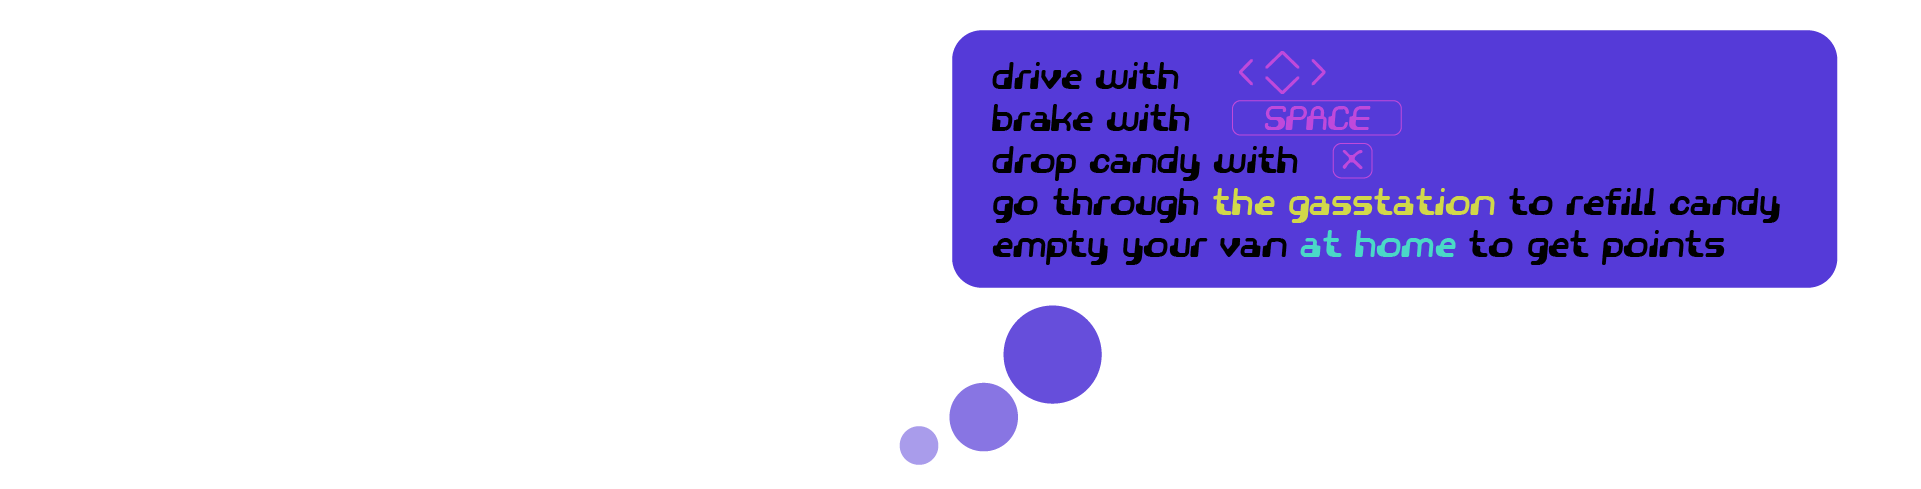 drive with < >
brake with SPACE
drop candy with X
go through the gasstation to refill candy
empty your van at home to get points